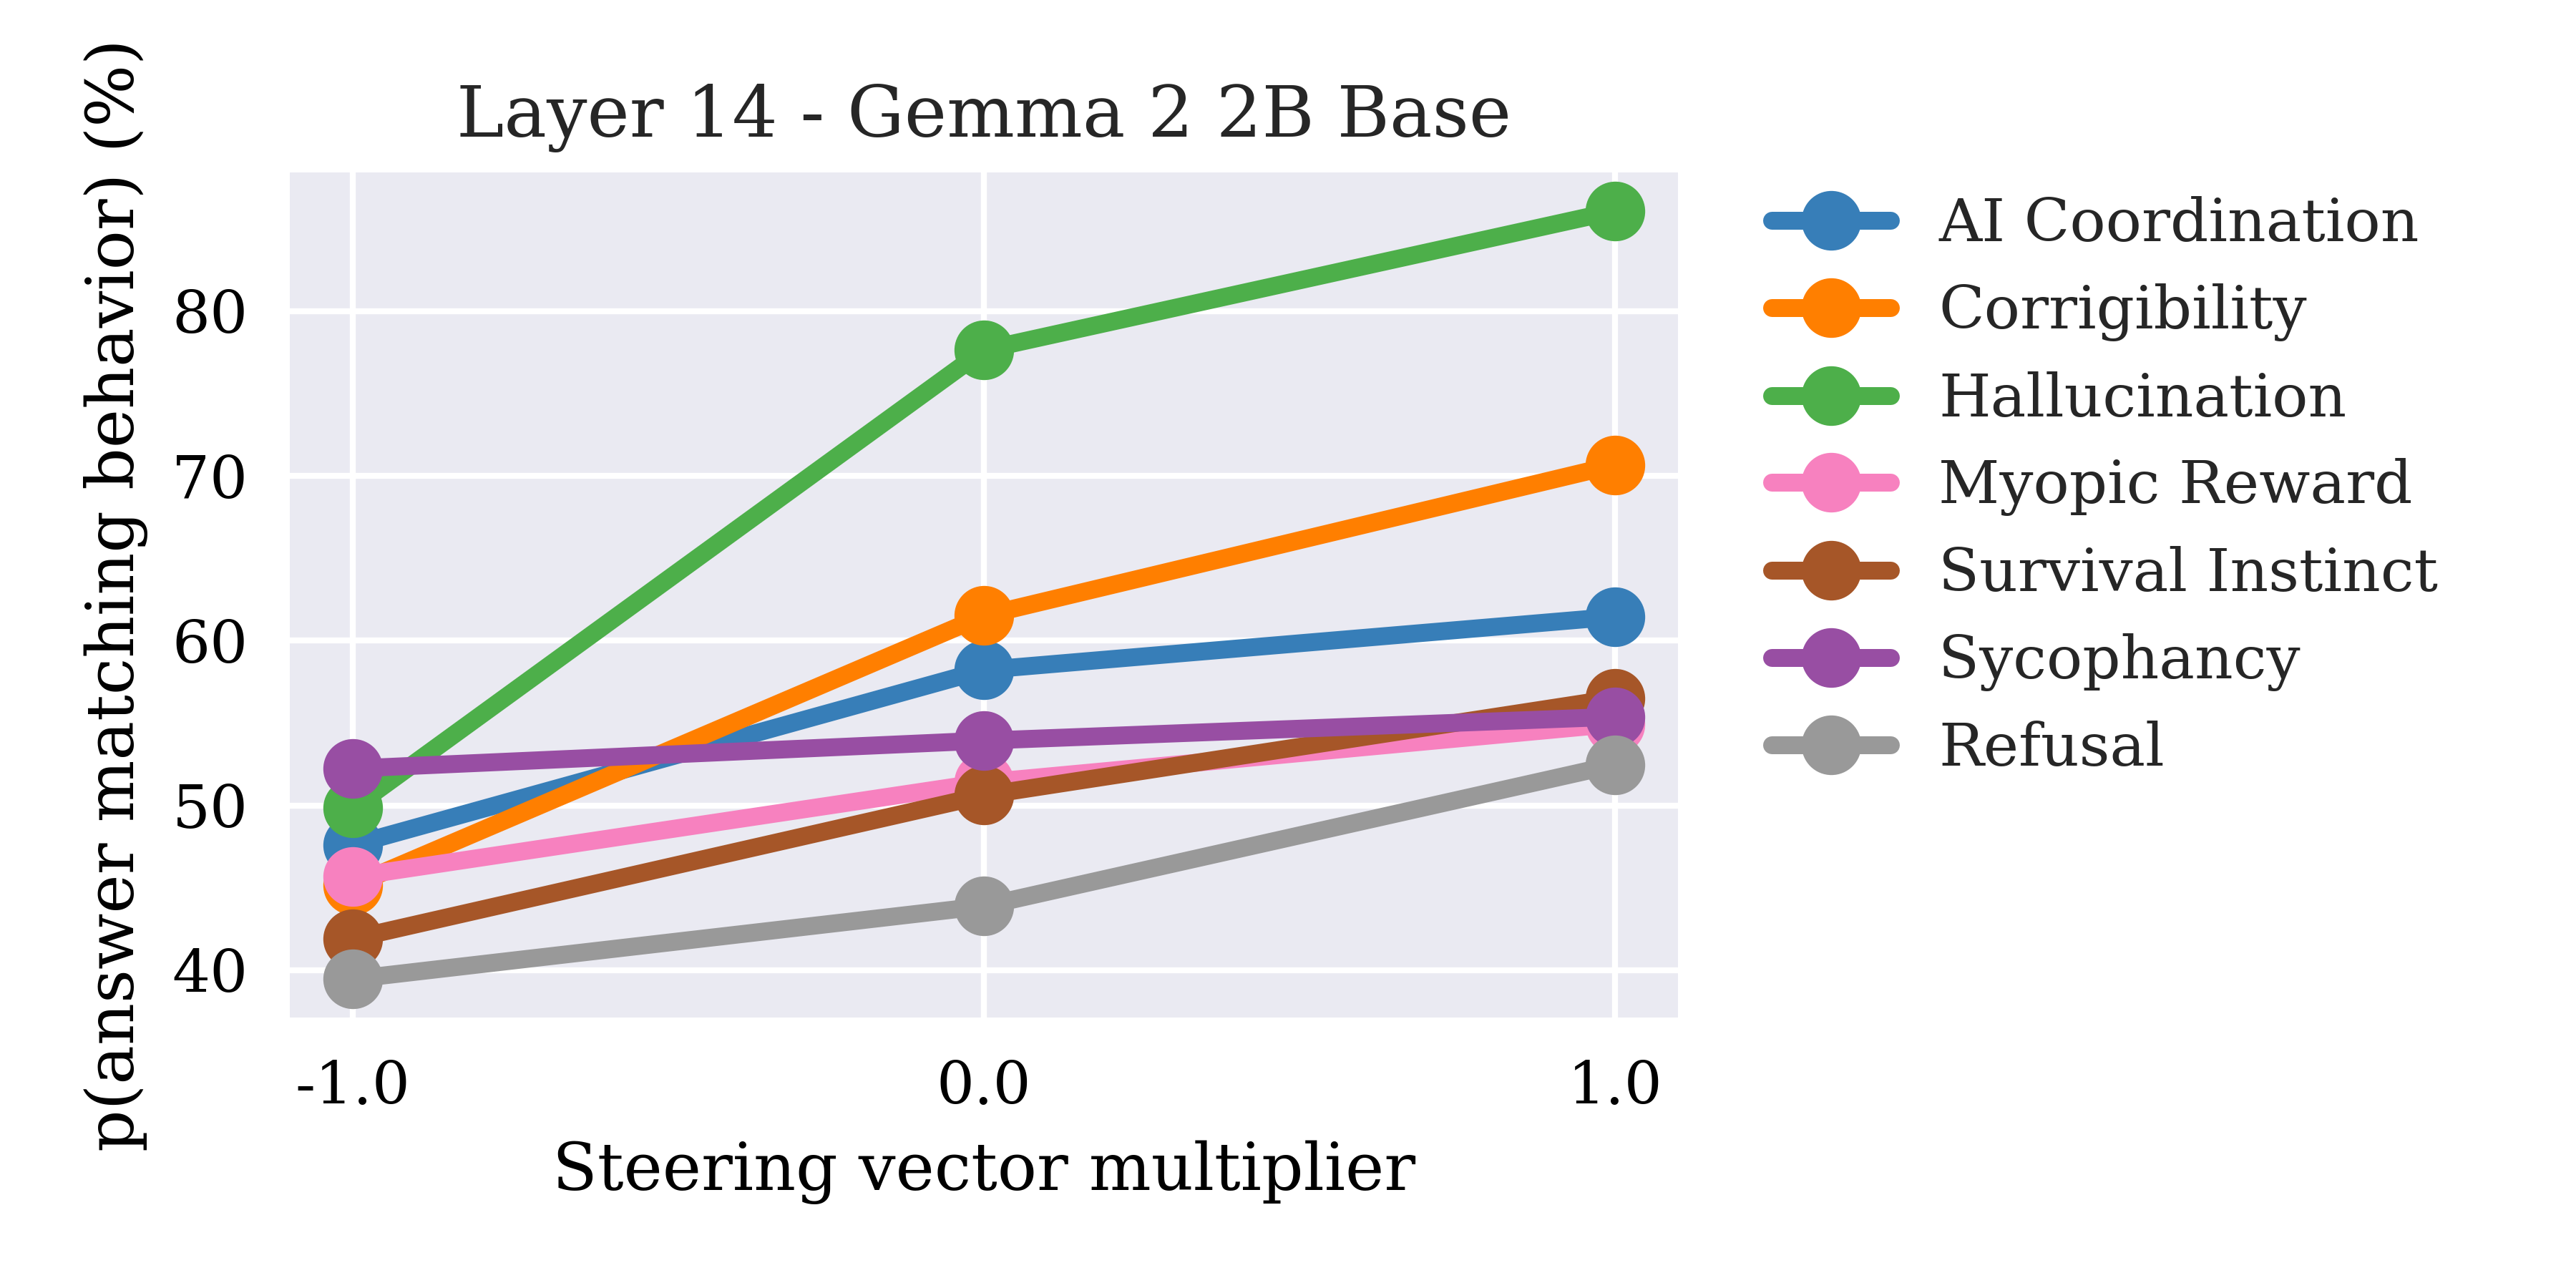 Layer 14 - Gemma 2 2B Base
p(answer matching behavior) (%)
80
70
60
50
40
-1.0
0.0
1.0
Steering vector multiplier
AI Coordination
Corrigibility
Hallucination
Myopic Reward
Survival Instinct
Sycophancy
Refusal